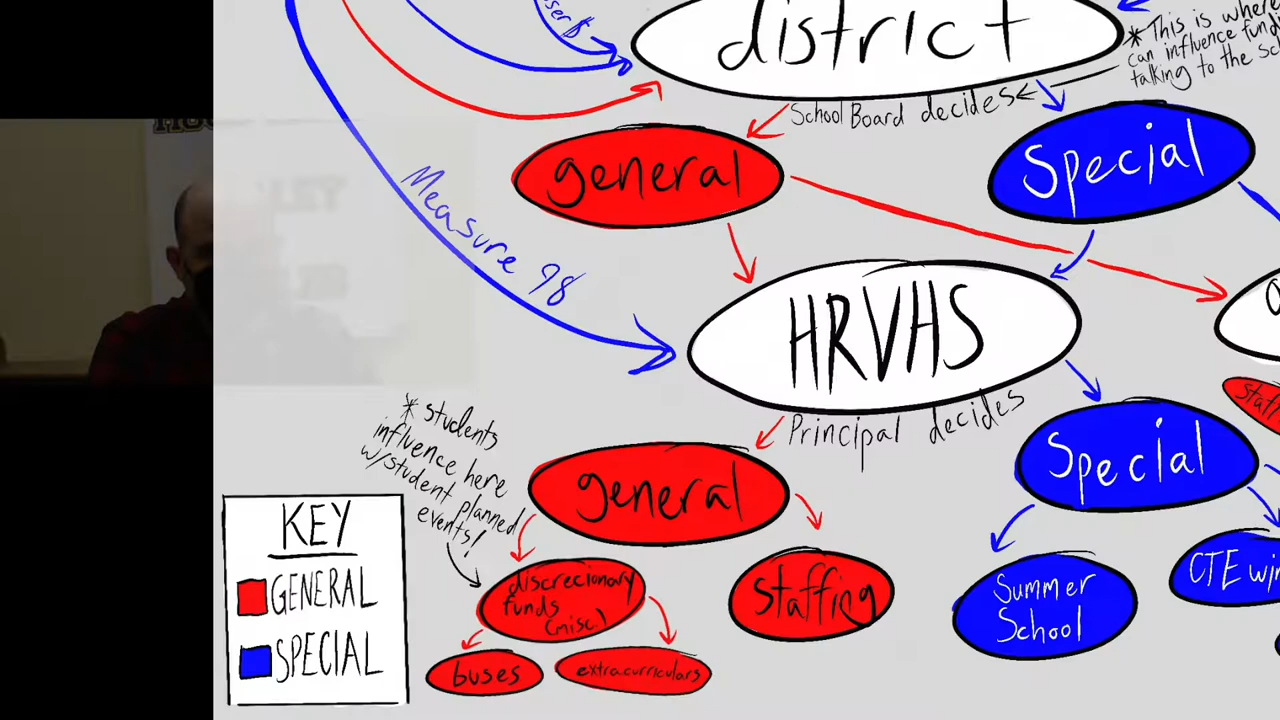 district
* This is where
can influence fund
talking to the sc
School Board decides
general
Special
Measure 98
HRVHS
Principal decides
* students
influence here
w/student planned
events!
general
Special
KEY
GENERAL
SPECIAL
discrecionary
funds
(misc.)
staffing
Summer
School
CTE
buses
extracurriculars